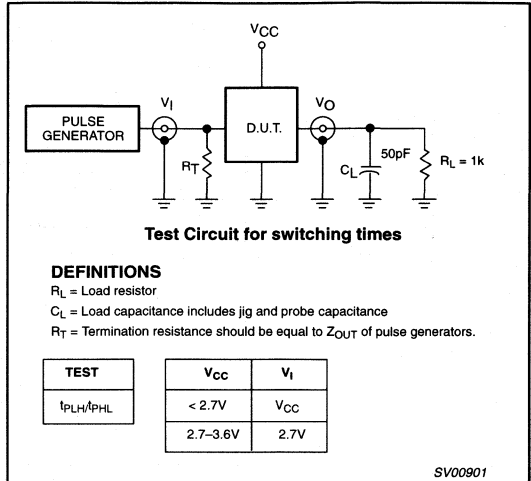 VCC
PULSE
GENERATOR
VI
D.U.T.
VO
RT
50pF
CL
RL = 1k
Test Circuit for switching times
DEFINITIONS
RL = Load resistor
CL = Load capacitance includes jig and probe capacitance
RT = Termination resistance should be equal to ZOUT of pulse generators.
TEST
tPLH/tPHL
VCC VI
< 2.7V VCC
2.7–3.6V 2.7V
SV00901